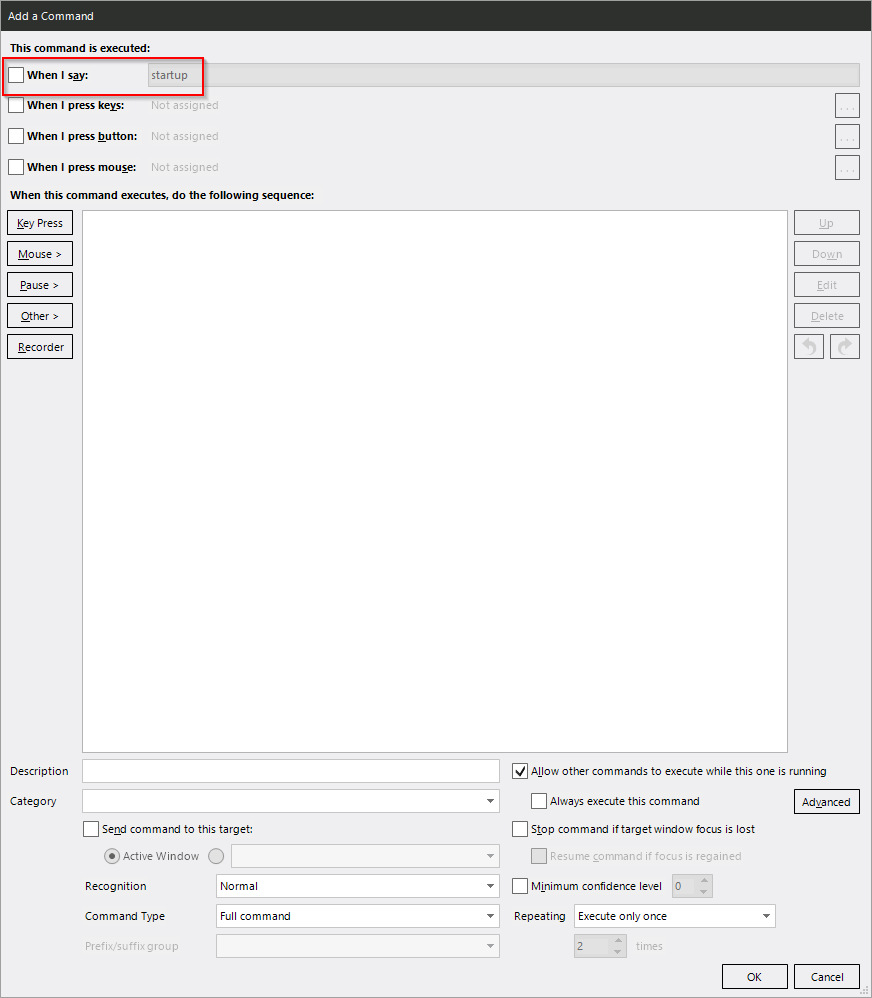 Add a Command
This command is executed:
When I say: startup
When I press keys: Not assigned ...
When I press button: Not assigned ...
When I press mouse: Not assigned ...
When this command executes, do the following sequence:
Key Press
Mouse >
Pause >
Other >
Recorder
Up
Down
Edit
Delete
Description
Category
Send command to this target:
Active Window
Recognition Normal
Command Type Full command
Prefix/suffix group
Allow other commands to execute while this one is running
Always execute this command
Advanced
Stop command if target window focus is lost
Resume command if focus is regained
Minimum confidence level 0
Repeating Execute only once
2 times
OK Cancel